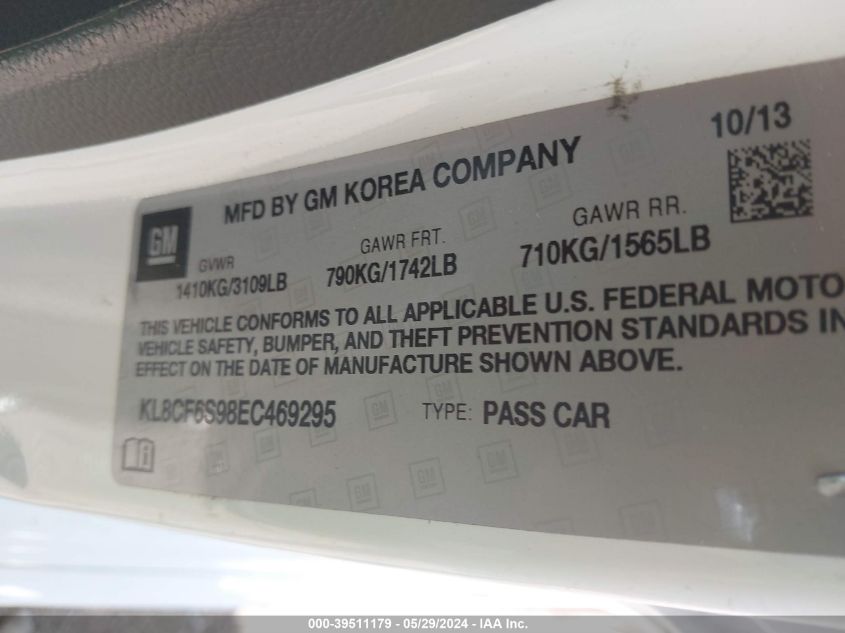 10/13
MFD BY GM KOREA COMPANY
GM
GVWR GAWR FRT. GAWR RR.
1410KG/3109LB 790KG/1742LB 710KG/1565LB
THIS VEHICLE CONFORMS TO ALL APPLICABLE U.S. FEDERAL MOTO
VEHICLE SAFETY, BUMPER, AND THEFT PREVENTION STANDARDS IN
EFFECT ON THE DATE OF MANUFACTURE SHOWN ABOVE.
KL8CF6S98EC469295 TYPE: PASS CAR
000-39511179 - 05/29/2024 - IAA Inc.